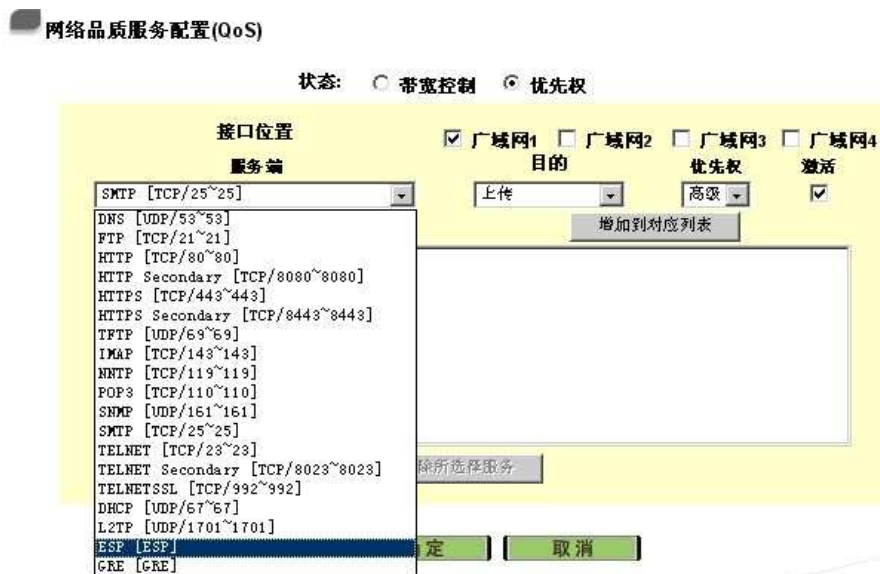 网络品质服务配置(QoS)
状态: 带宽控制 优先权
接口位置 广域网1 广域网2 广域网3 广域网4
服务端 目的 优先权 激活
SMTP [TCP/25~25] 上传 高级
增加到对应列表
DNS [UDP/53~53]
FTP [TCP/21~21]
HTTP [TCP/80~80]
HTTP Secondary [TCP/8080~8080]
HTTPS [TCP/443~443]
HTTPS Secondary [TCP/8443~8443]
TFTP [UDP/69~69]
IMAP [TCP/143~143]
NNTP [TCP/119~119]
POP3 [TCP/110~110]
SNMP [UDP/161~161]
SMTP [TCP/25~25]
TELNET [TCP/23~23]
TELNET Secondary [TCP/8023~8023]
除所选择服务
TELNETSSL [TCP/992~992]
DHCP [UDP/67~67]
L2TP [UDP/1701~1701]
ESP [ESP]
定 取消
GRE [GRE]